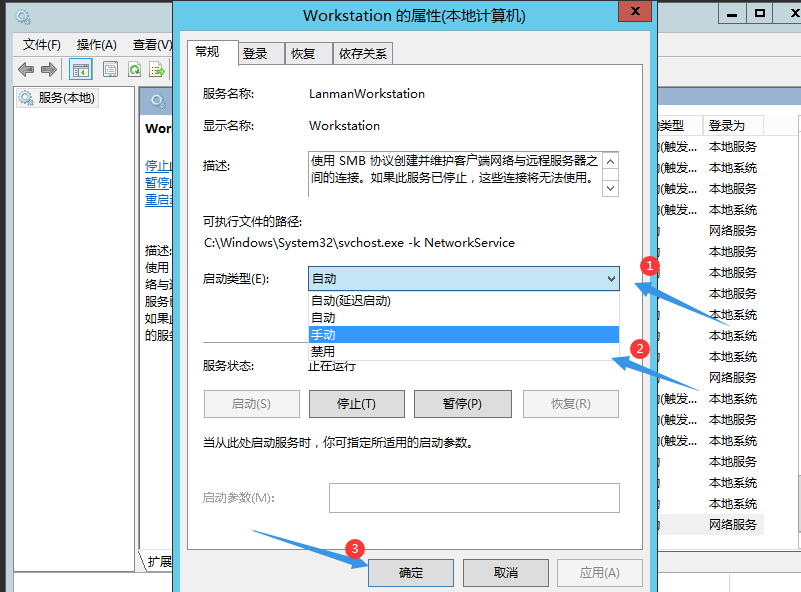 Workstation 的属性(本地计算机)
x
文件(F) 操作(A) 查看(V)
服务(本地)
Wor
停止
暂停
重启
描述:
使用
络与
服务
如果
的服
扩展
常规 登录 恢复 依存关系
服务名称: LanmanWorkstation
显示名称: Workstation
描述: 使用 SMB 协议创建并维护客户端网络与远程服务器之
间的连接。如果此服务已停止，这些连接将无法使用。
可执行文件的路径:
C:\Windows\System32\svchost.exe -k NetworkService
启动类型(E): 自动
自动(延迟启动)
自动
手动
禁用
服务状态: 正在运行
启动(S) 停止(T) 暂停(P) 恢复(R)
当从此处启动服务时，你可指定所适用的启动参数。
启动参数(M):
确定 取消 应用(A)
1
2
3
类型 登录为
(触发... 本地服务
(触发... 本地系统
(触发... 本地服务
(触发... 本地系统
网络服务
本地服务
本地服务
本地服务
本地系统
本地系统
本地系统
网络服务
(触发... 本地系统
(触发... 本地服务
(触发... 本地系统
本地服务
本地系统
本地系统
网络服务